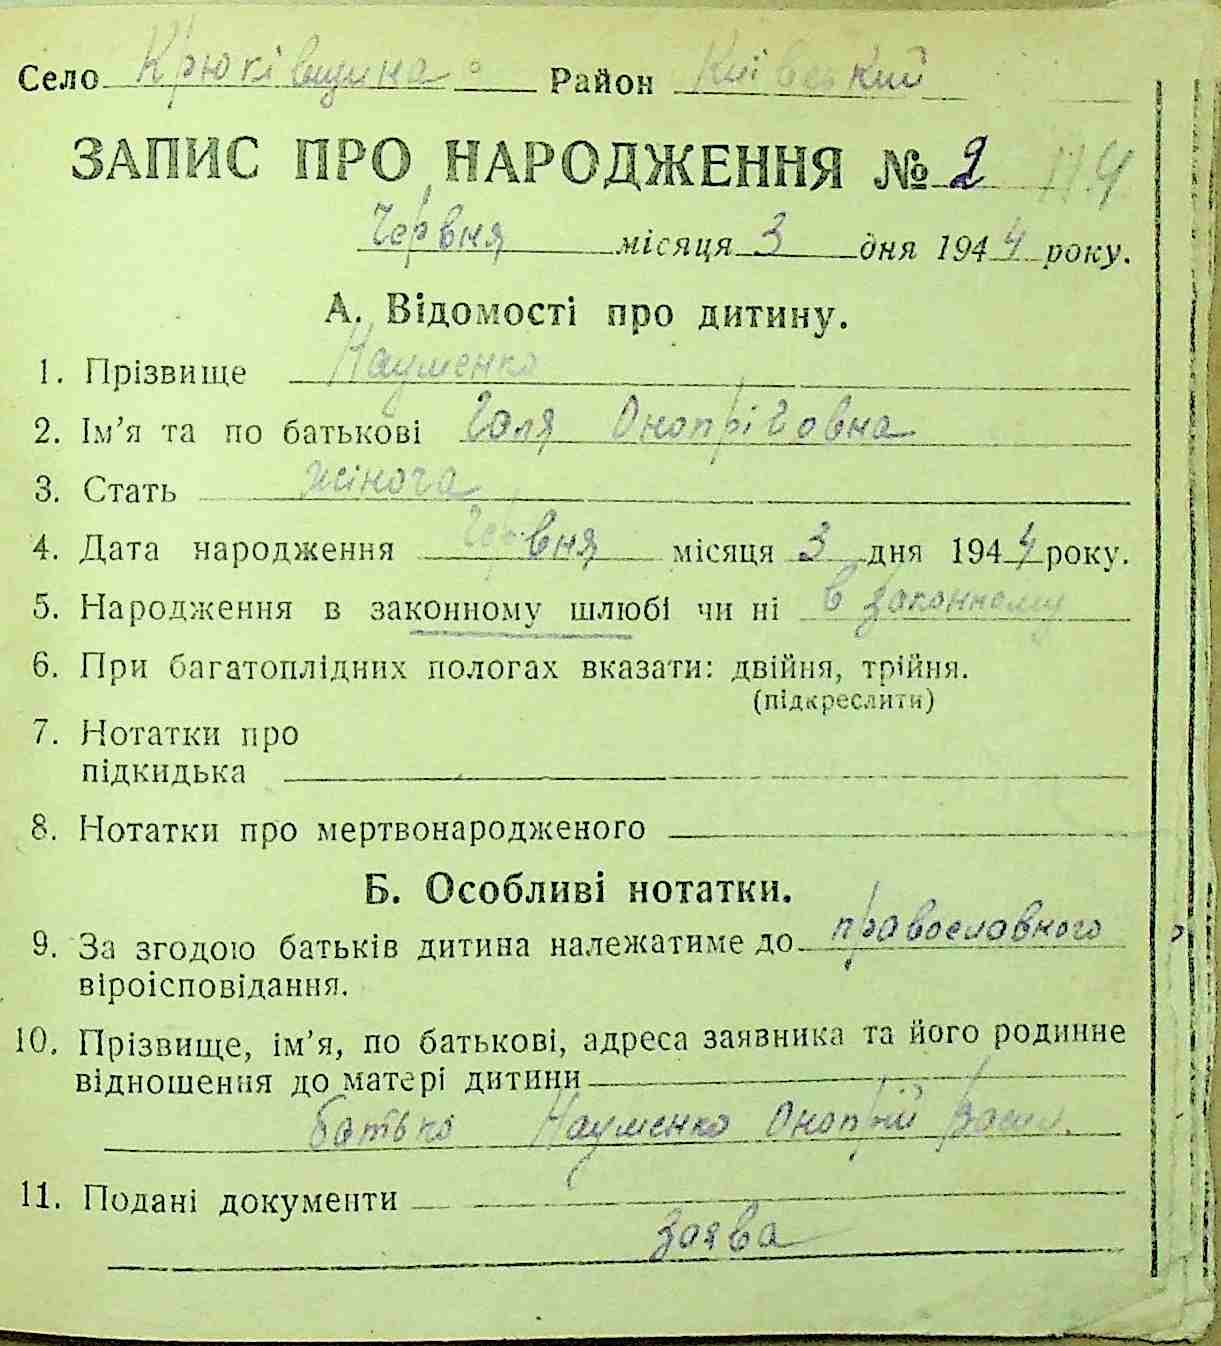 Село Крюківщина Район Київський
ЗАПИС ПРО НАРОДЖЕННЯ № 2
Червня місяця 3 дня 1944 року.
А. Відомості про дитину.
1. Прізвище Науменко
2. Ім’я та по батькові Галя Онопріговна
3. Стать жіноча
4. Дата народження Червня місяця 3 дня 1944 року.
5. Народження в законному шлюбі чи ні в законному
6. При багатоплідних пологах вказати: двійня, трійня.
(підкреслити)
7. Нотатки про
підкидька
8. Нотатки про мертвонародженого
Б. Особливі нотатки.
9. За згодою батьків дитина належатиме до православного
віроісповідання.
10. Прізвище, ім’я, по батькові, адреса заявника та його родинне
відношення до матері дитини
батько Науменко Онопрій
11. Подані документи
заява